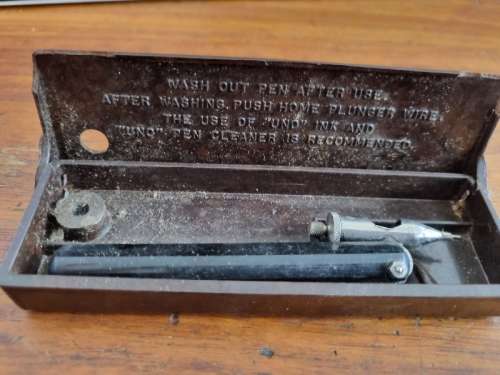 WASH OUT PEN AFTER USE.
AFTER WASHING, PUSH HOME PLUNGER WIRE.
THE USE OF "UNO" INK AND
"UNO" PEN CLEANER IS RECOMMENDED.